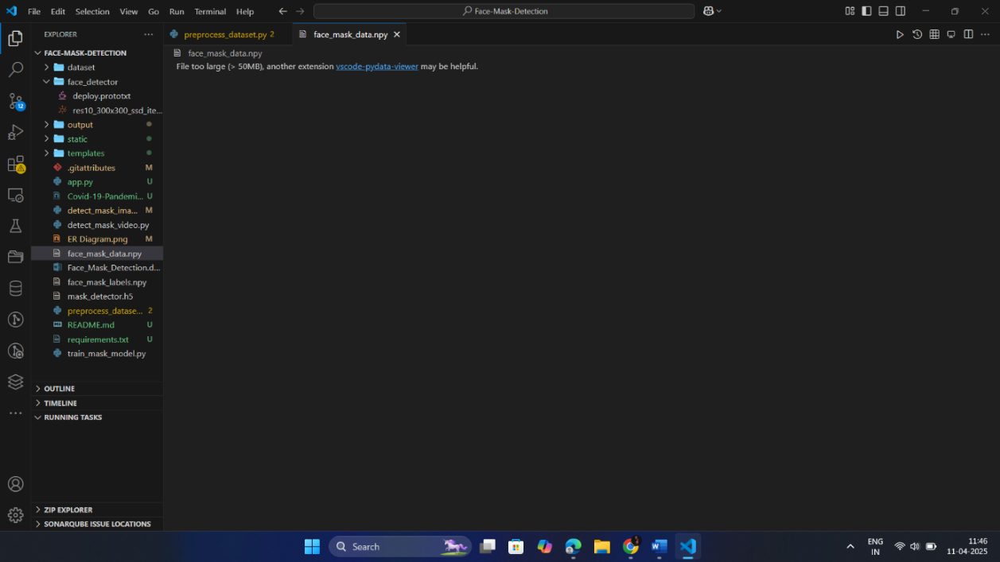 File Edit Selection View Go Run Terminal Help
Face-Mask-Detection
EXPLORER
FACE-MASK-DETECTION
dataset
face_detector
deploy.prototxt
res10_300x300_ssd_ite...
output
static
templates
.gitattributes M
app.py U
Covid-19-Pandemi... U
detect_mask_ima... M
detect_mask_video.py
ER Diagram.png M
face_mask_data.npy
Face_Mask_Detection.d...
face_mask_labels.npy
mask_detector.h5
preprocess_datase... 2
README.md U
requirements.txt U
train_mask_model.py
OUTLINE
TIMELINE
RUNNING TASKS
ZIP EXPLORER
SONARQUBE ISSUE LOCATIONS
12
preprocess_dataset.py 2
face_mask_data.npy
face_mask_data.npy
File too large (> 50MB), another extension vscode-pydata-viewer may be helpful.
Search
ENG
IN
11:46
11-04-2025